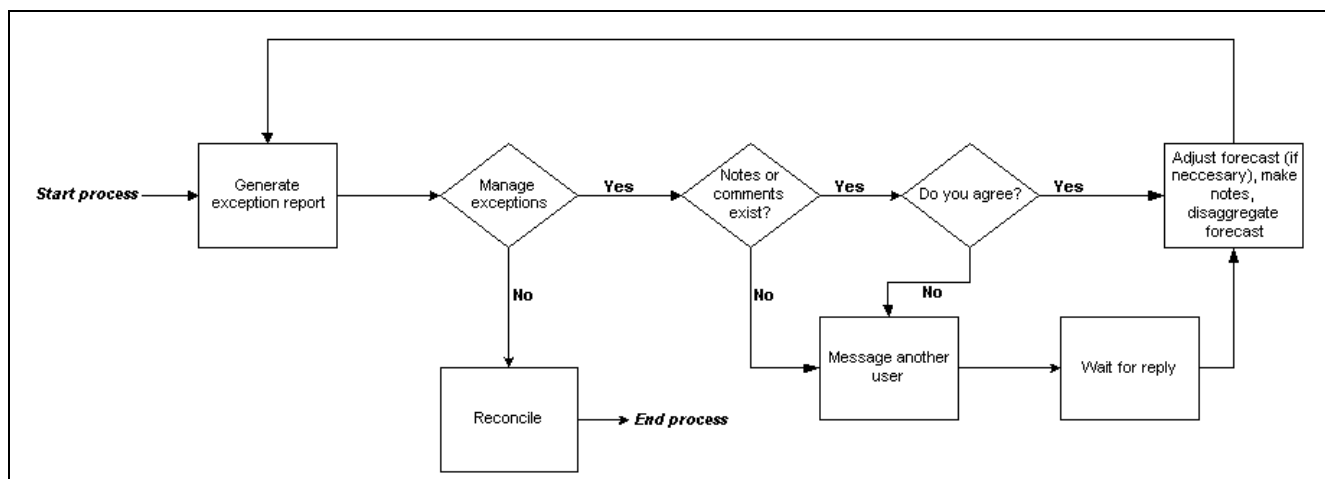 Start process
Generate
exception report
Manage
exceptions
Yes
Notes or
comments
exist?
Yes
Do you agree?
Yes
Adjust forecast (if
neccesary), make
notes,
disaggregate
forecast
No
No
No
Message another
user
Wait for reply
Reconcile
End process